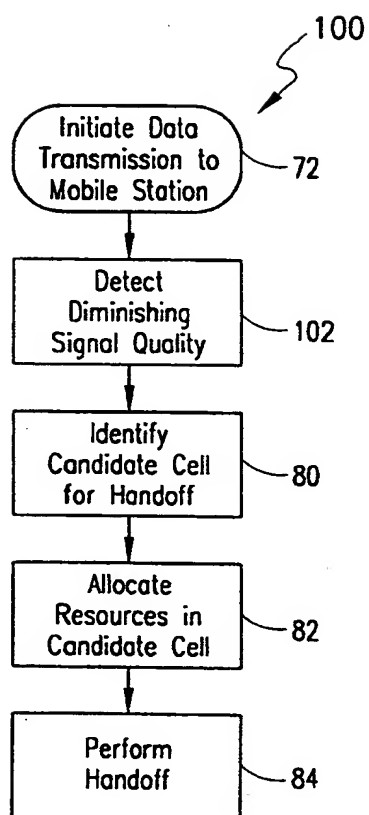 100
Initiate Data
Transmission to
Mobile Station
72
Detect
Diminishing
Signal Quality
102
Identify
Candidate Cell
for Handoff
80
Allocate
Resources in
Candidate Cell
82
Perform
Handoff
84